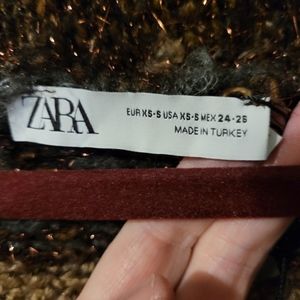 ZARA
EUR XS-S USA XS-S MEX 24-26
MADE IN TURKEY